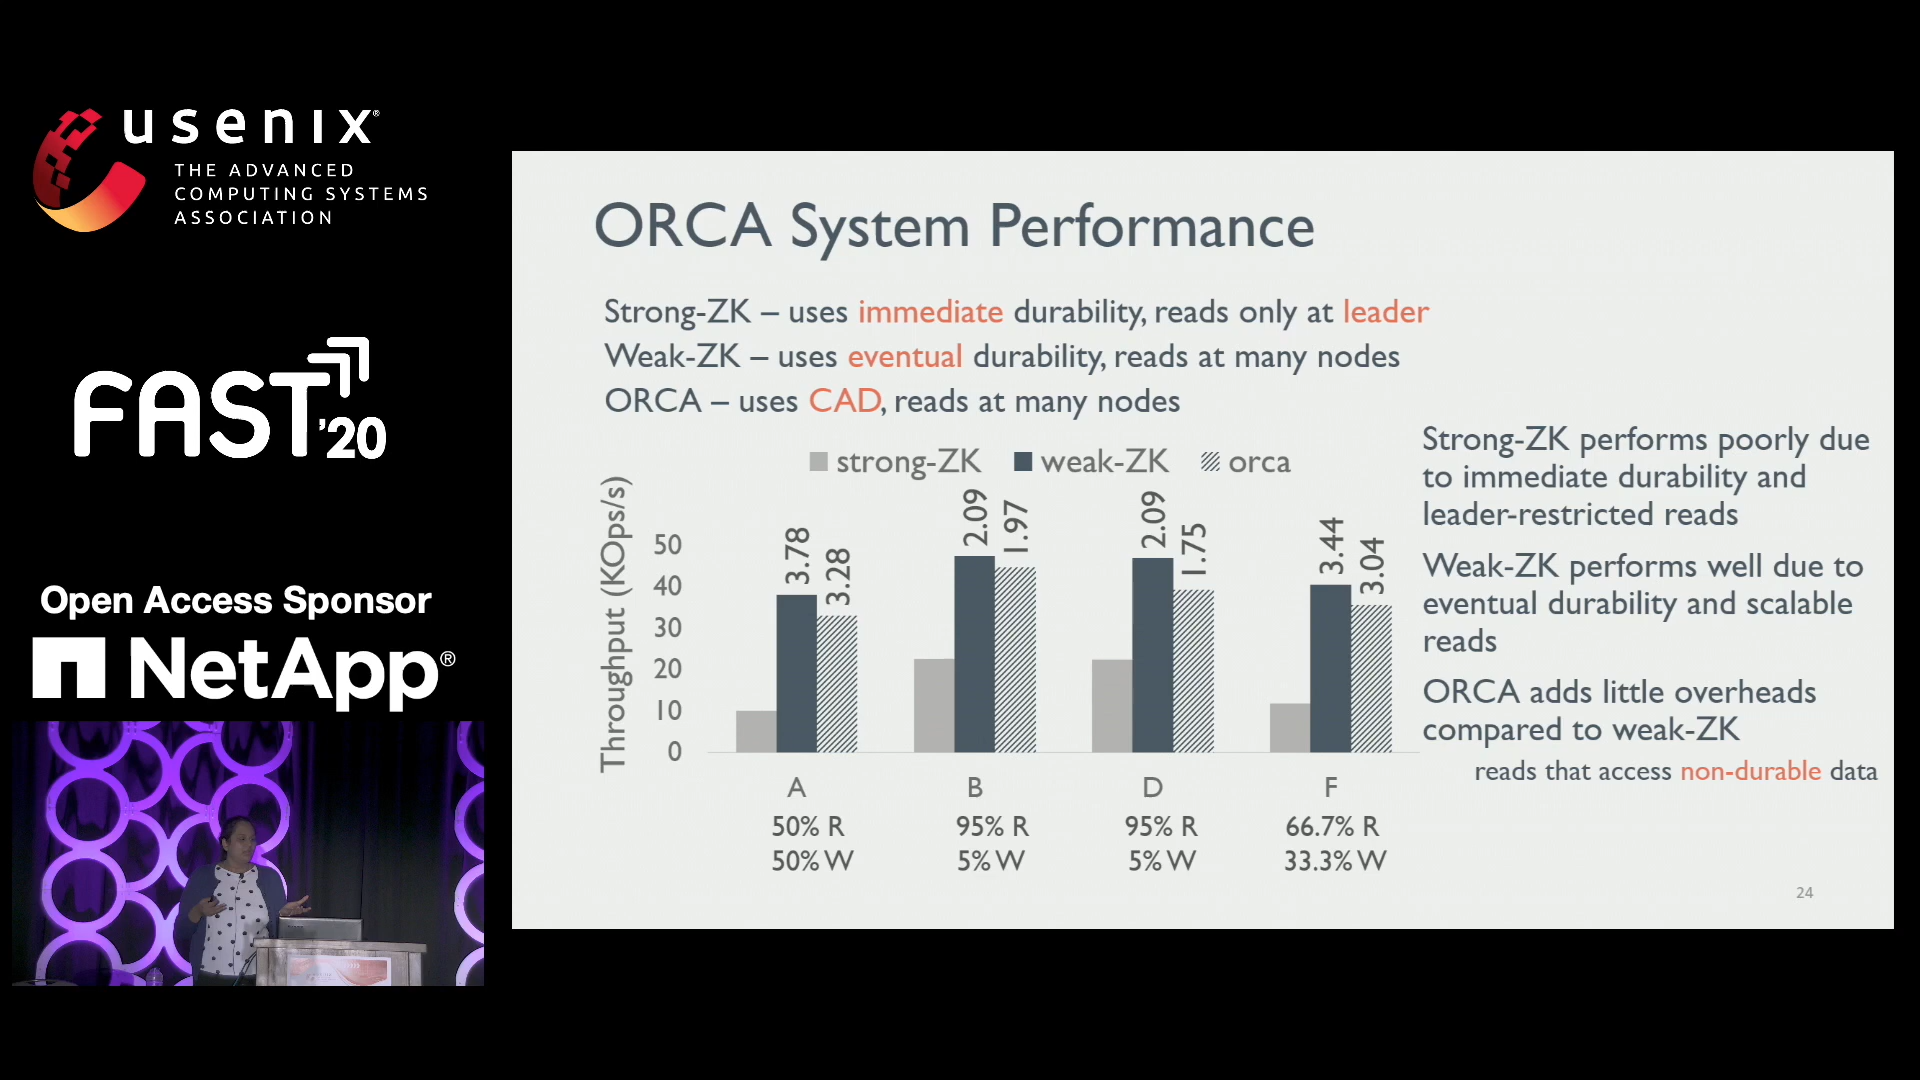 usenix®
THE ADVANCED
COMPUTING SYSTEMS
ASSOCIATION
FAST '20
Open Access Sponsor
NetApp®
ORCA System Performance
Strong-ZK – uses immediate durability, reads only at leader
Weak-ZK – uses eventual durability, reads at many nodes
ORCA – uses CAD, reads at many nodes
strong-ZK weak-ZK orca
Throughput (KOps/s)
50
40
30
20
10
0
3.78
3.28
2.09
1.97
2.09
1.75
3.44
3.04
A B D F
50% R 95% R 95% R 66.7% R
50% W 5% W 5% W 33.3% W
Strong-ZK performs poorly due
to immediate durability and
leader-restricted reads
Weak-ZK performs well due to
eventual durability and scalable
reads
ORCA adds little overheads
compared to weak-ZK
reads that access non-durable data
24